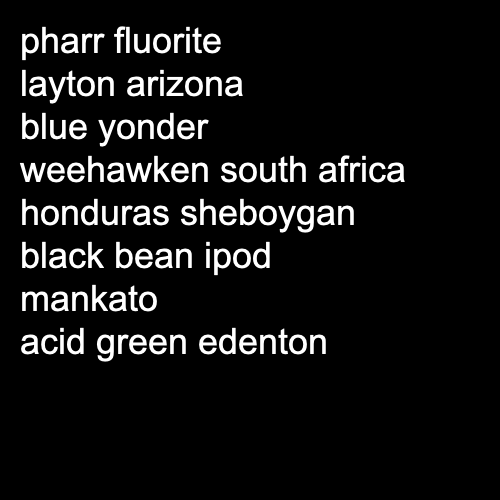 pharr fluorite
layton arizona
blue yonder
weehawken south africa
honduras sheboygan
black bean ipod
mankato
acid green edenton